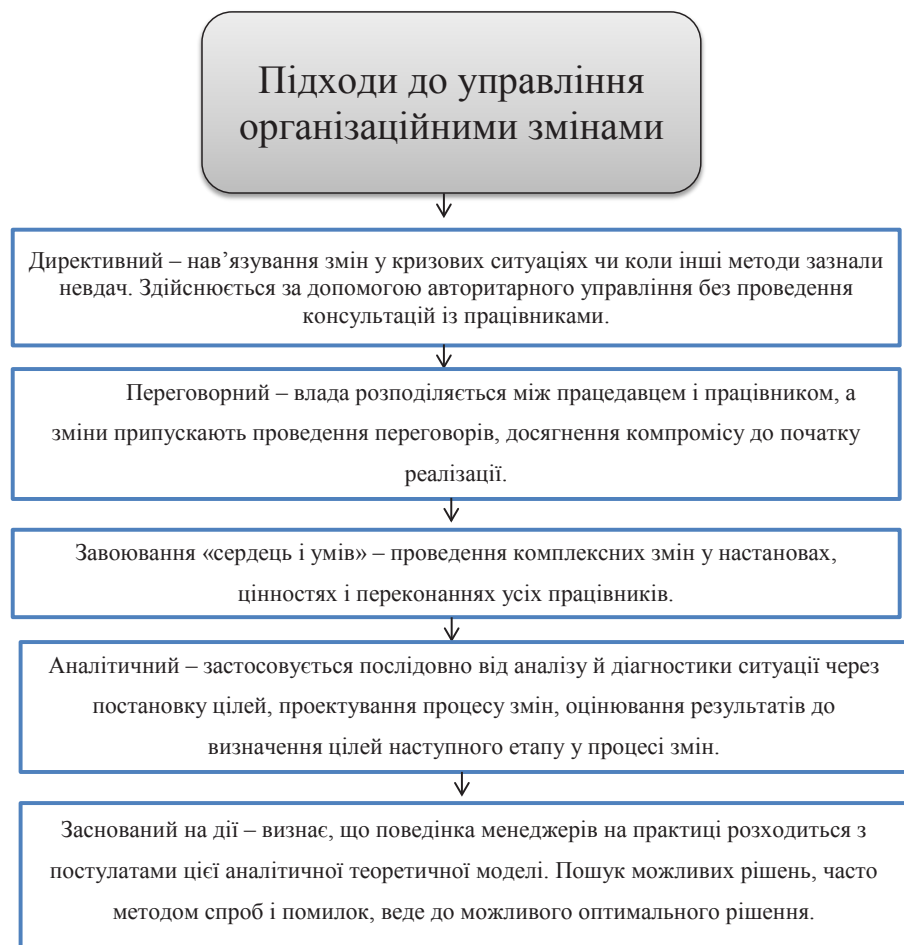 Підходи до управління
організаційними змінами
Директивний – нав’язування змін у кризових ситуаціях чи коли інші методи зазнали
невдач. Здійснюється за допомогою авторитарного управління без проведення
консультацій із працівниками.
Переговорний – влада розподіляється між працедавцем і працівником, а
зміни припускають проведення переговорів, досягнення компромісу до початку
реалізації.
Завоювання «сердець і умів» – проведення комплексних змін у настановах,
цінностях і переконаннях усіх працівників.
Аналітичний – застосовується послідовно від аналізу й діагностики ситуації через
постановку цілей, проектування процесу змін, оцінювання результатів до
визначення цілей наступного етапу у процесі змін.
Заснований на дії – визнає, що поведінка менеджерів на практиці розходиться з
постулатами цієї аналітичної теоретичної моделі. Пошук можливих рішень, часто
методом спроб і помилок, веде до можливого оптимального рішення.